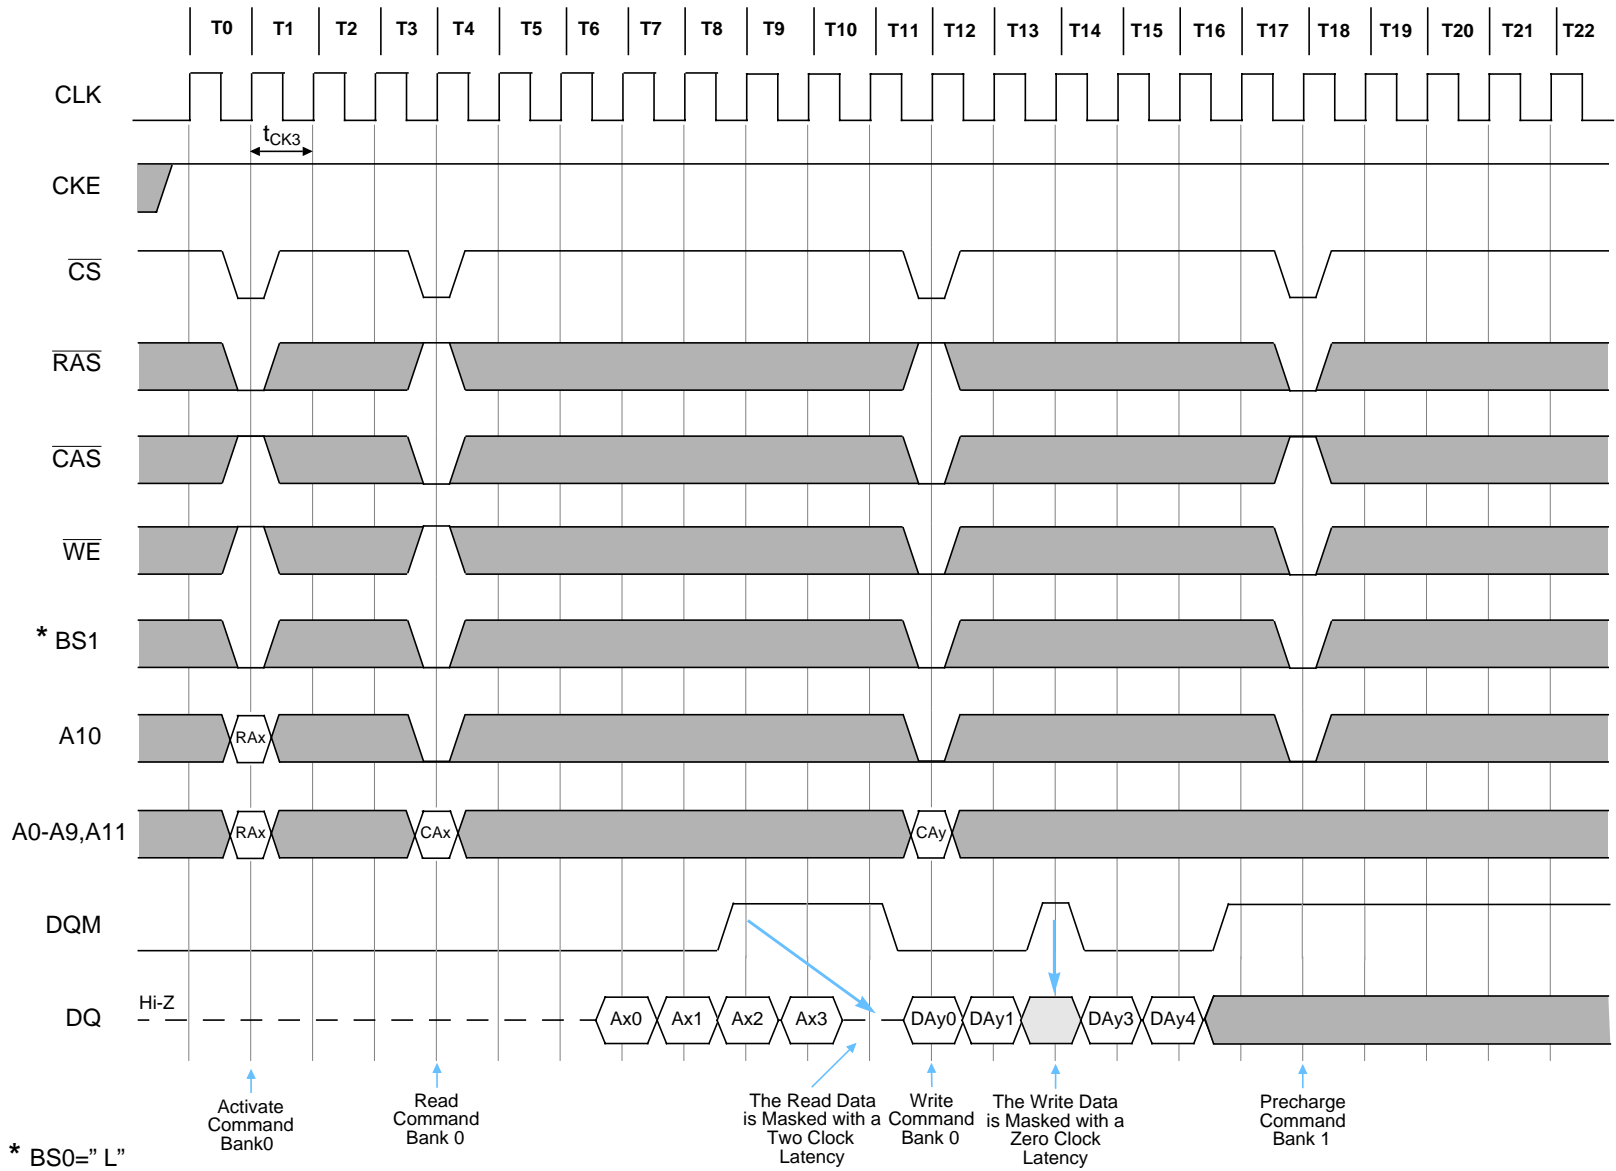 T0 T1 T2 T3 T4 T5 T6 T7 T8 T9 T10 T11 T12 T13 T14 T15 T16 T17 T18 T19 T20 T21 T22
CLK
tCK3
CKE
CS
RAS
CAS
WE
* BS1
A10
RAx
A0-A9,A11
RAx CAx CAy
DQM
DQ
Hi-Z
Ax0 Ax1 Ax2 Ax3 DAy0 DAy1 DAy3 DAy4
Activate
Command
Bank0
Read
Command
Bank 0
The Read Data
is Masked with a
Two Clock
Latency
Write
Command
Bank 0
The Write Data
is Masked with a
Zero Clock
Latency
Precharge
Command
Bank 1
* BS0=” L”